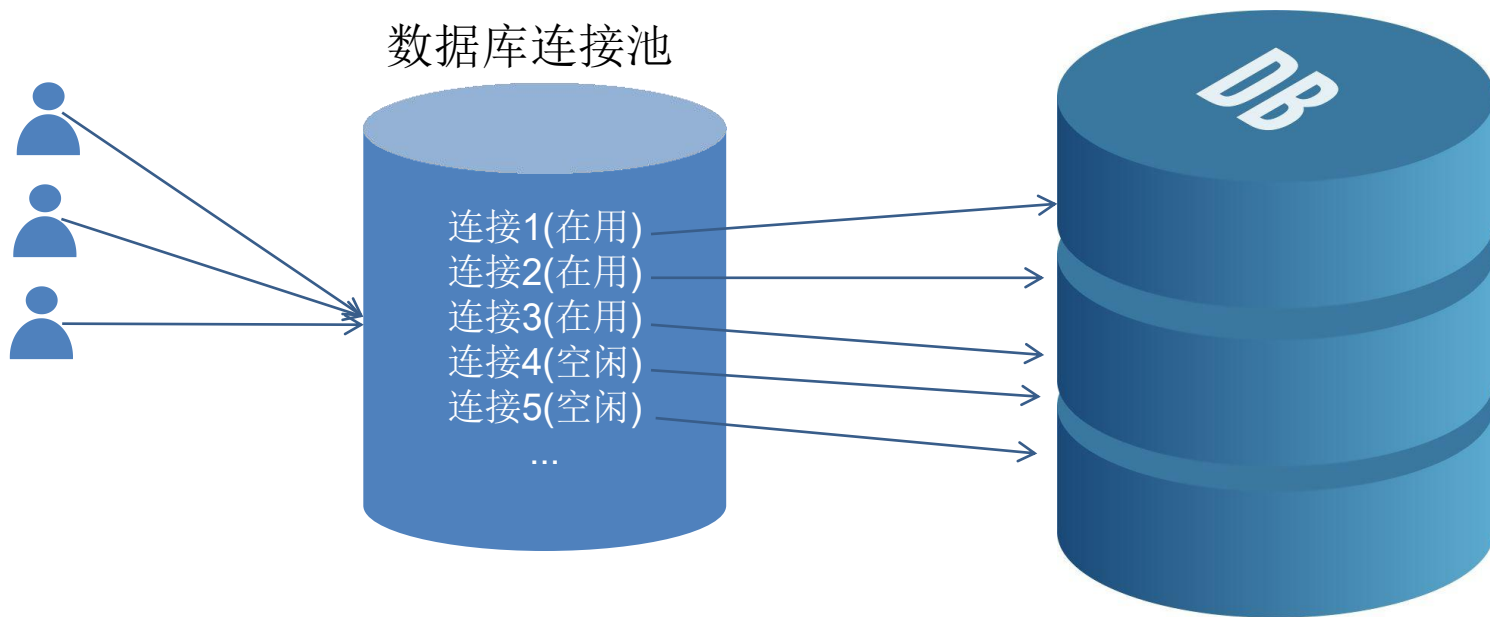 数据库连接池
DB
连接1(在用)
连接2(在用)
连接3(在用)
连接4(空闲)
连接5(空闲)
...